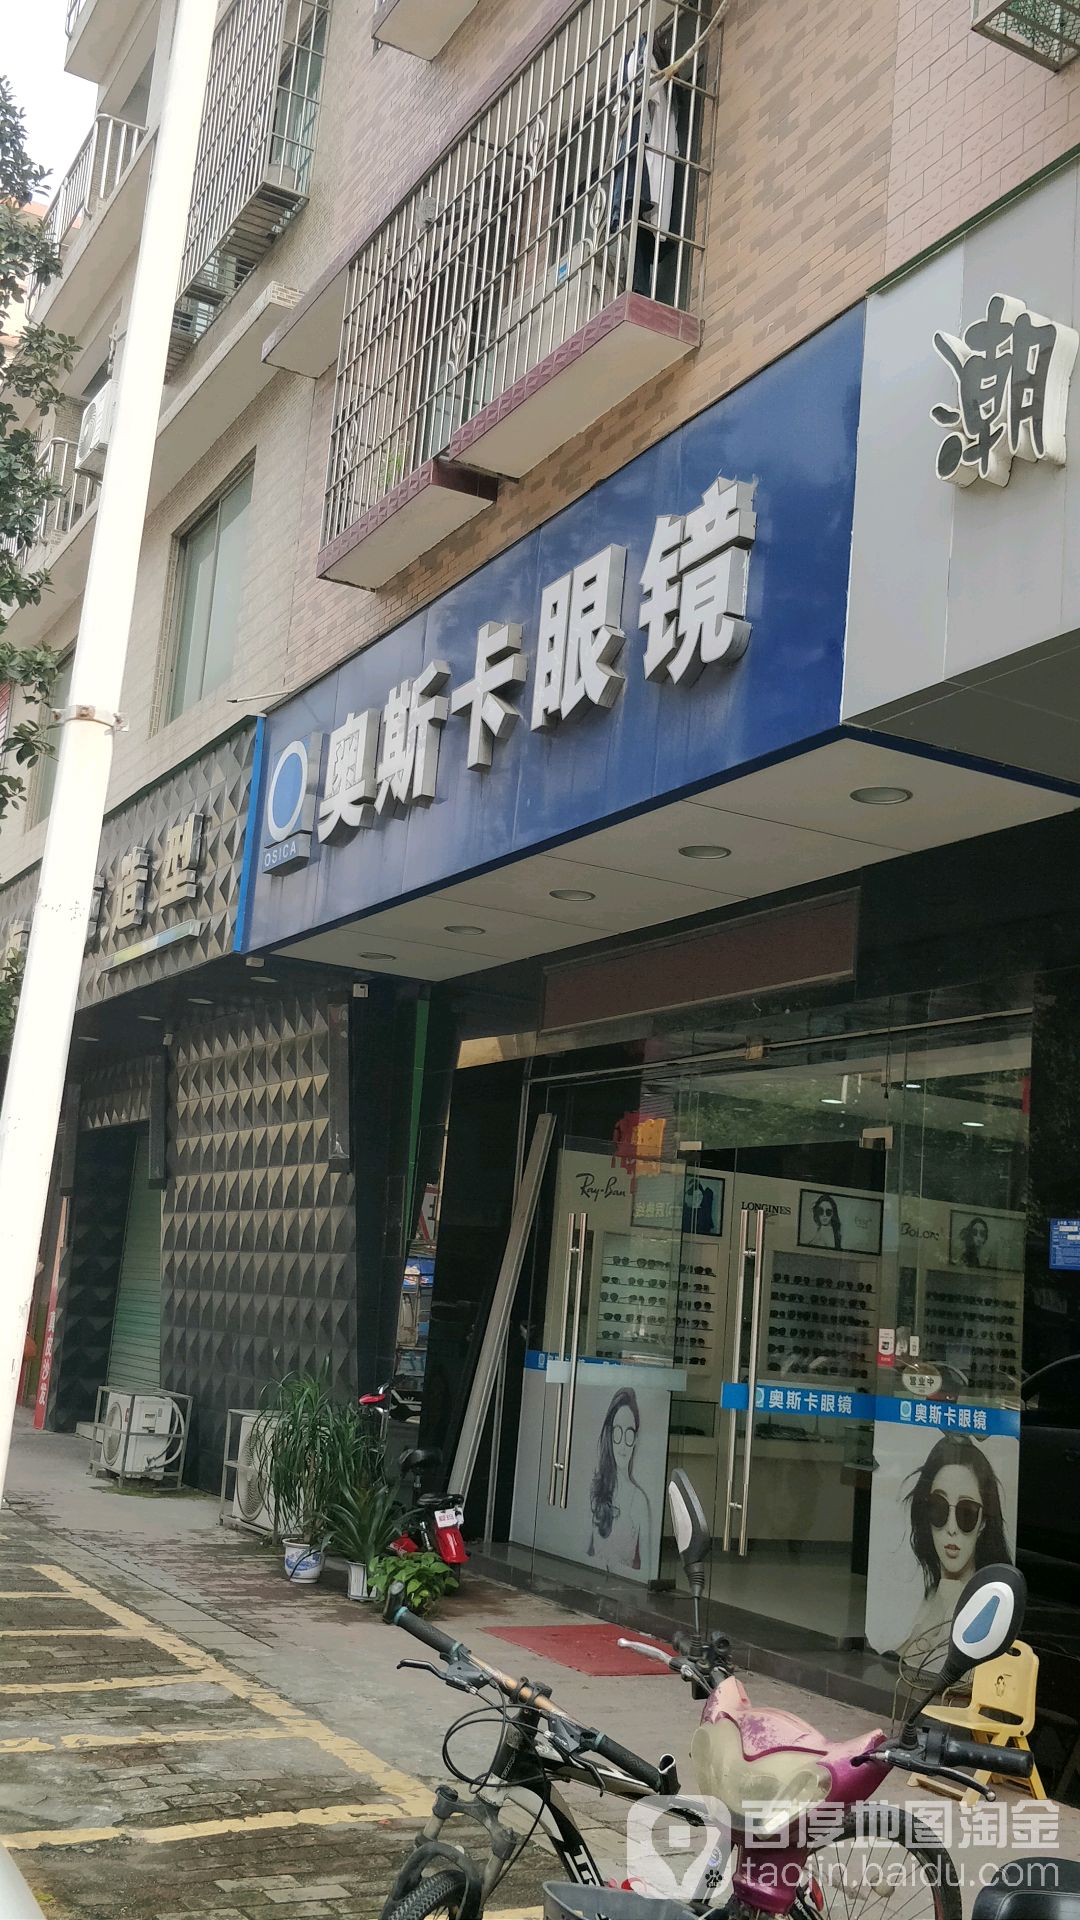 潮
奥斯卡眼镜
OSICA
造型
Ray-Ban
LONGINES
BOLON
营业中
奥斯卡眼镜
奥斯卡眼镜
百度地图淘金
taojin.baidu.com